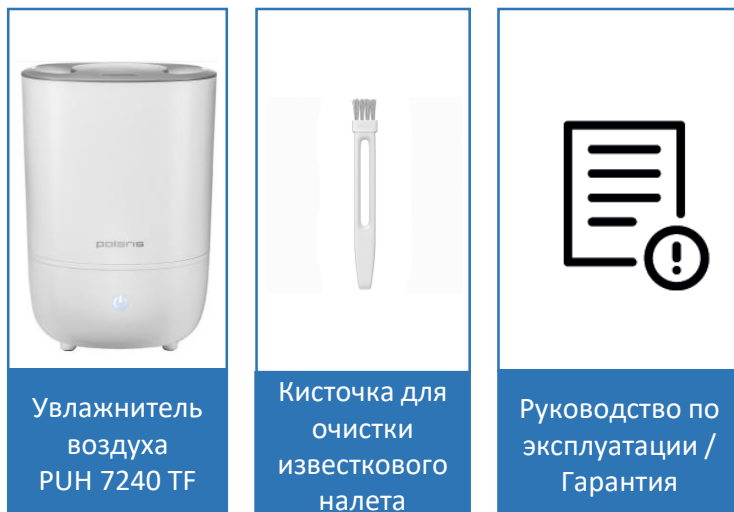 polaris
Увлажнитель
воздуха
PUH 7240 TF
Кисточка для
очистки
известкового
налета
Руководство по
эксплуатации /
Гарантия